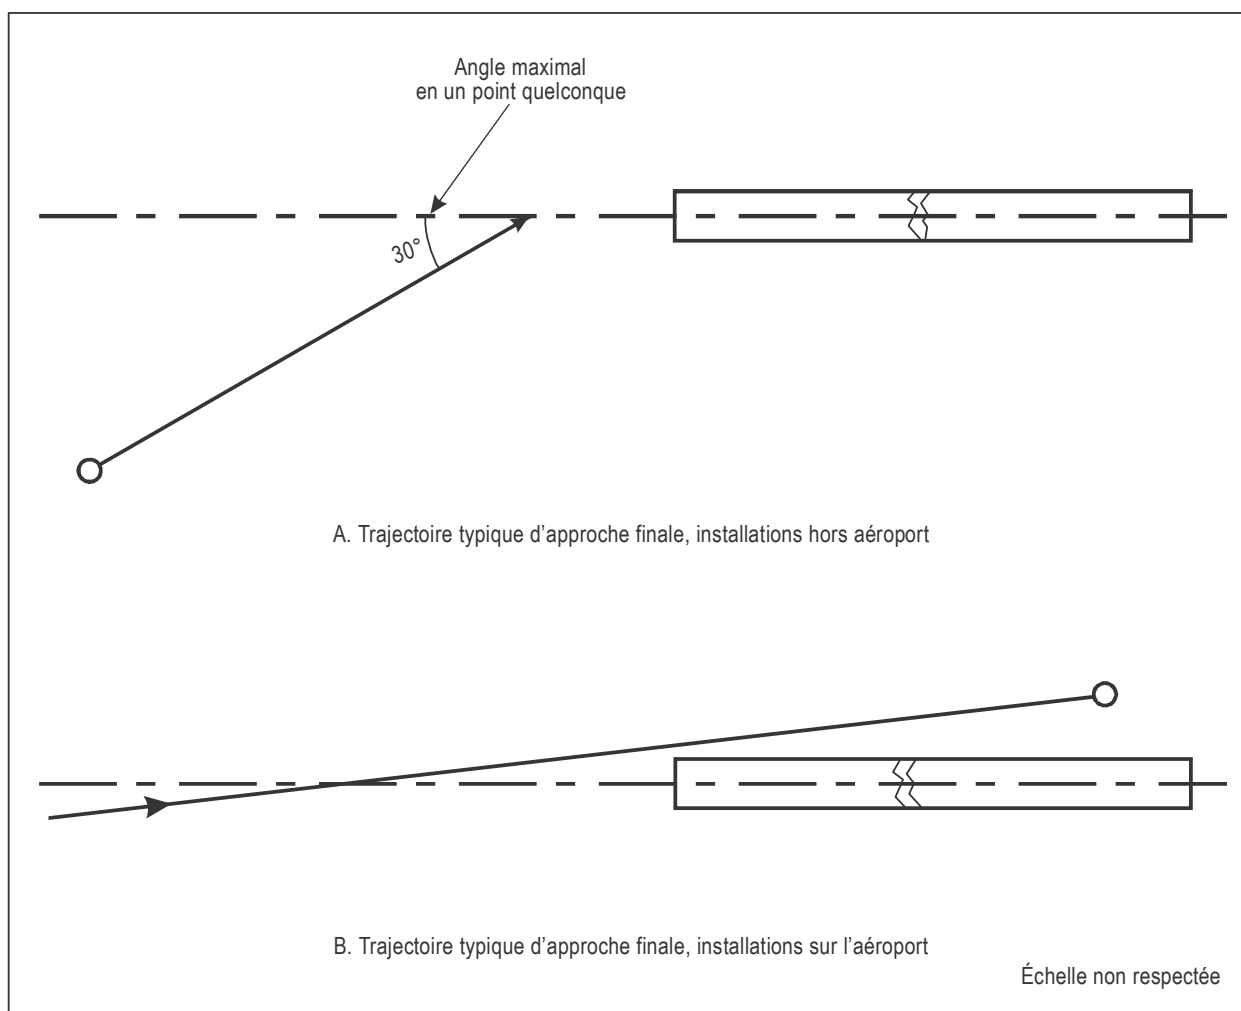 Angle maximal
en un point quelconque
30°
A. Trajectoire typique d’approche finale, installations hors aéroport
B. Trajectoire typique d’approche finale, installations sur l’aéroport
Échelle non respectée